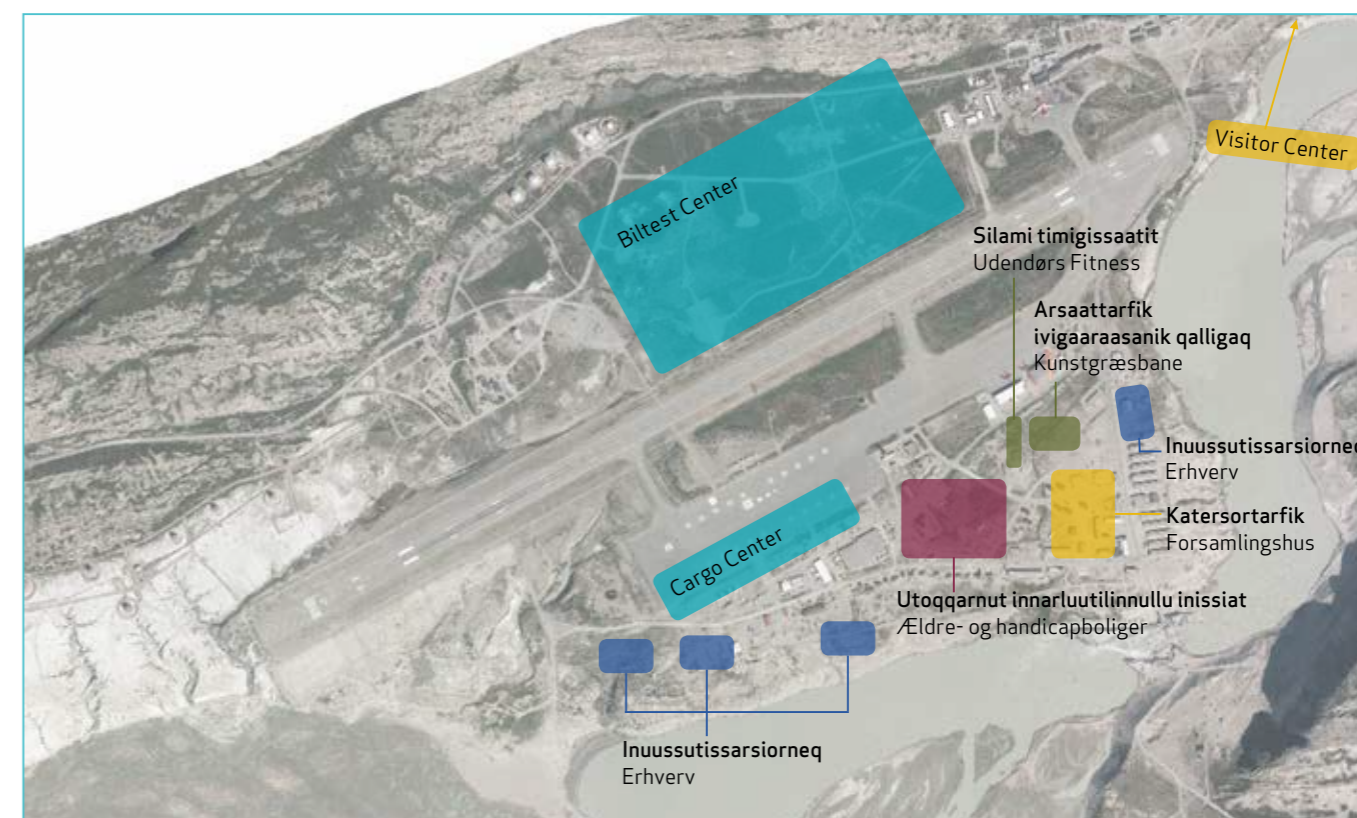 Visitor Center
Biltest Center
Silami timigissaatit
Udendørs Fitness
Arsaattarfik
ivigaaraasanik qalligaq
Kunstgræsbane
Inuussutissarsiorneq
Erhverv
Katersortarfik
Forsamlingshus
Cargo Center
Utoqqarnut innarluutilinnullu inissiat
Ældre- og handicapboliger
Inuussutissarsiorneq
Erhverv